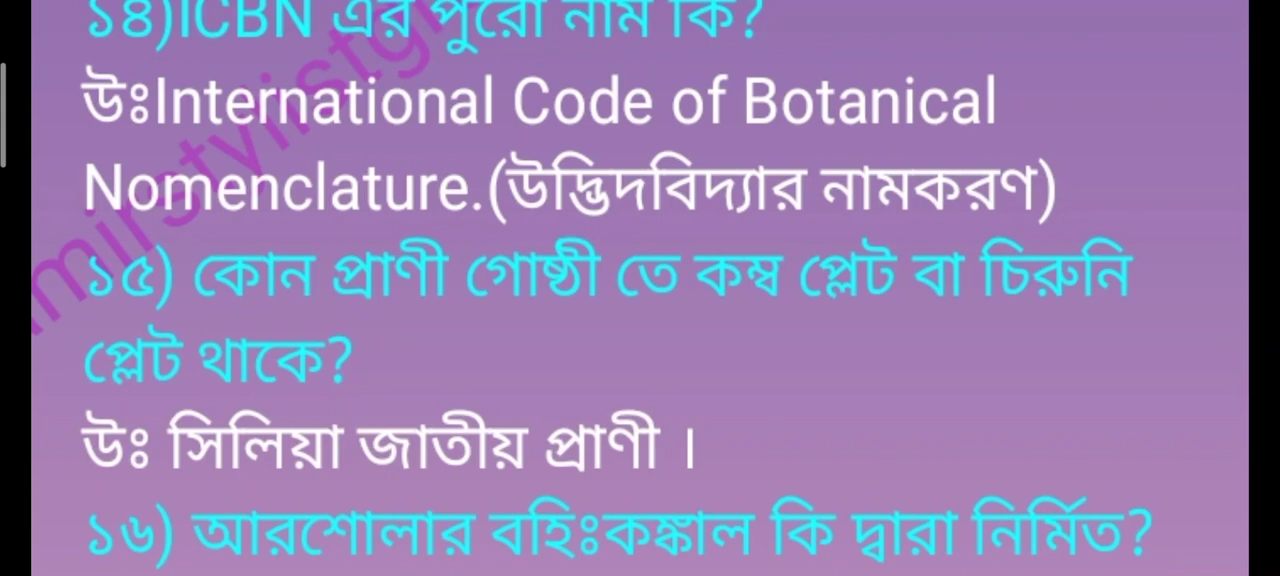 ১৪)ICBN এর পুরো নাম কি?
উঃInternational Code of Botanical
Nomenclature.(উদ্ভিদবিদ্যার নামকরণ)
১৫) কোন প্রাণী গোষ্ঠী তে কম্ব প্লেট বা চিরুনি
প্লেট থাকে?
উঃ সিলিয়া জাতীয় প্রাণী ।
১৬) আরশোলার বহিঃকঙ্কাল কি দ্বারা নির্মিত?